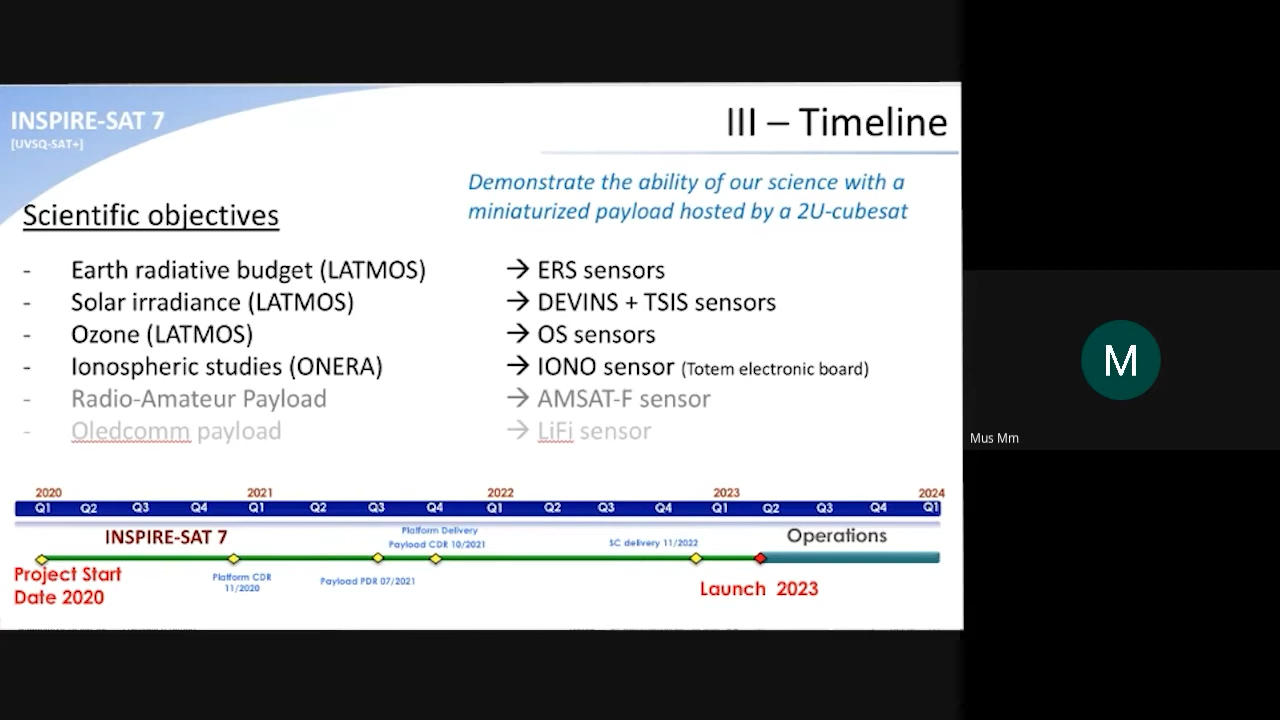 INSPIRE-SAT 7
[UVSQ-SAT+]
III – Timeline
Demonstrate the ability of our science with a
miniaturized payload hosted by a 2U-cubesat
Scientific objectives
- Earth radiative budget (LATMOS) → ERS sensors
- Solar irradiance (LATMOS) → DEVINS + TSIS sensors
- Ozone (LATMOS) → OS sensors
- Ionospheric studies (ONERA) → IONO sensor (Totem electronic board)
- Radio-Amateur Payload → AMSAT-F sensor
- Oledcomm payload → LiFi sensor
2020 2021 2022 2023 2024
Q1 Q2 Q3 Q4 Q1 Q2 Q3 Q4 Q1 Q2 Q3 Q4 Q1 Q2 Q3 Q4 Q1
INSPIRE-SAT 7
Platform Delivery
Payload CDR 10/2021
SC delivery 11/2022
Operations
Project Start
Date 2020
Platform CDR
11/2020
Payload PDR 07/2021
Launch 2023
M
Mus Mm